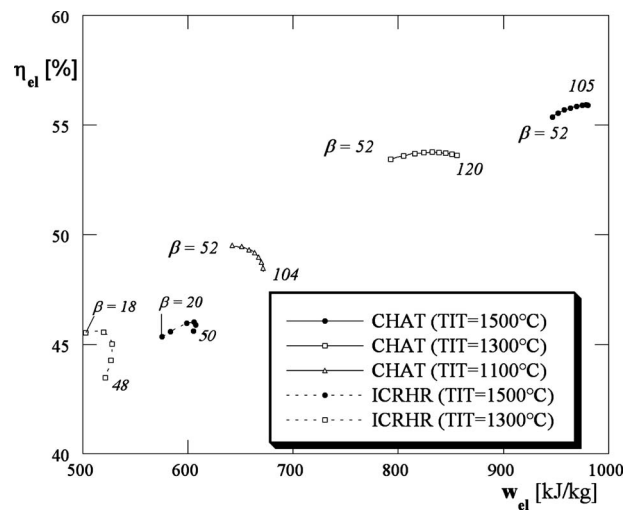 60
η_el [%]
105
55
β = 52
β = 52
120
50
β = 52
104
β = 18
β = 20
45
50
48
CHAT (TIT=1500°C)
CHAT (TIT=1300°C)
CHAT (TIT=1100°C)
ICRHR (TIT=1500°C)
ICRHR (TIT=1300°C)
40
500 600 700 800 900 1000
w_el [kJ/kg]